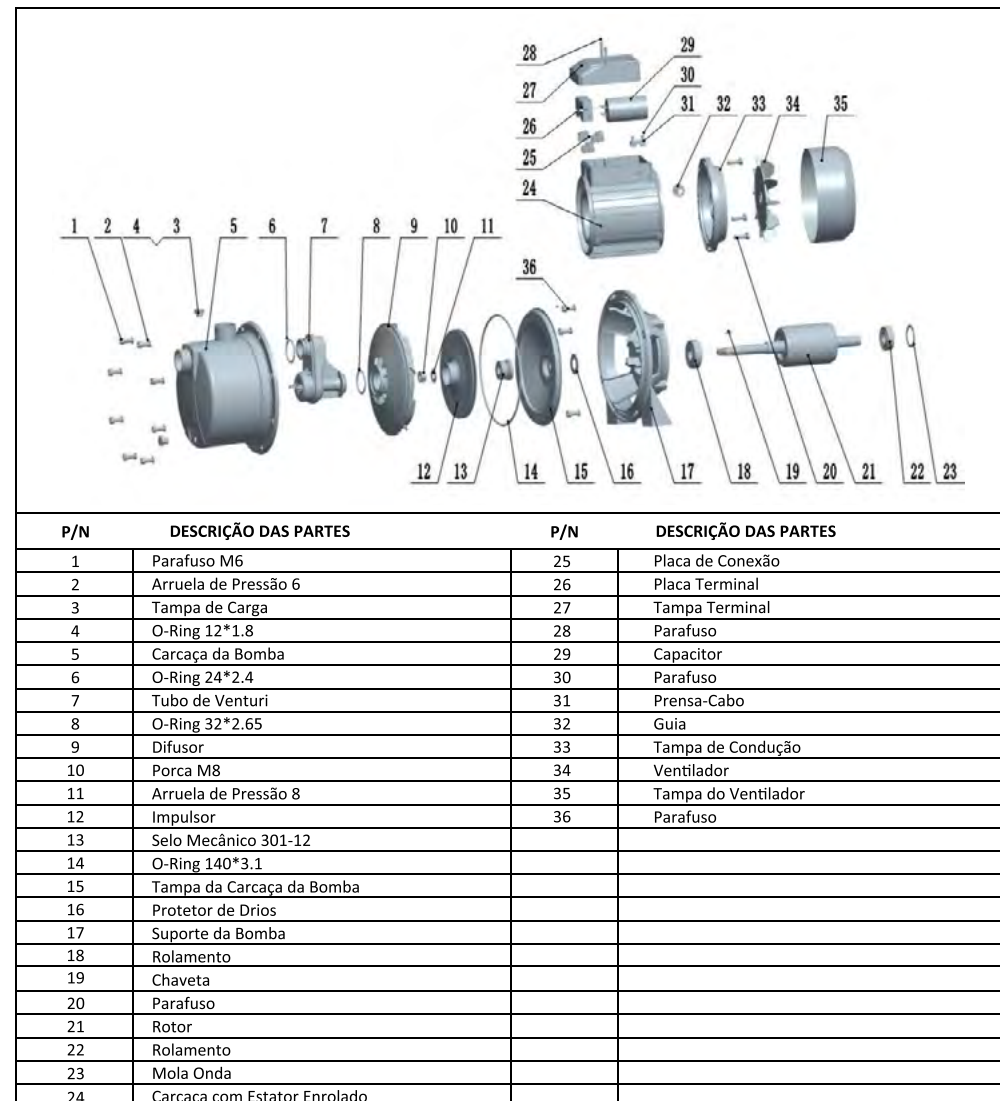 28
29
27
30
31 32 33 34 35
26
25
24
1 2 4 3 5 6 7 8 9 10 11
36
12 13 14 15 16 17 18 19 20 21 22 23
P/N DESCRIÇÃO DAS PARTES P/N DESCRIÇÃO DAS PARTES
1 Parafuso M6 25 Placa de Conexão
2 Arruela de Pressão 6 26 Placa Terminal
3 Tampa de Carga 27 Tampa Terminal
4 O-Ring 12*1.8 28 Parafuso
5 Carcaça da Bomba 29 Capacitor
6 O-Ring 24*2.4 30 Parafuso
7 Tubo de Venturi 31 Prensa-Cabo
8 O-Ring 32*2.65 32 Guia
9 Difusor 33 Tampa de Condução
10 Porca M8 34 Ventilador
11 Arruela de Pressão 8 35 Tampa do Ventilador
12 Impulsor 36 Parafuso
13 Selo Mecânico 301-12
14 O-Ring 140*3.1
15 Tampa da Carcaça da Bomba
16 Protetor de Drios
17 Suporte da Bomba
18 Rolamento
19 Chaveta
20 Parafuso
21 Rotor
22 Rolamento
23 Mola Onda
24 Carcaça com Estator Enrolado